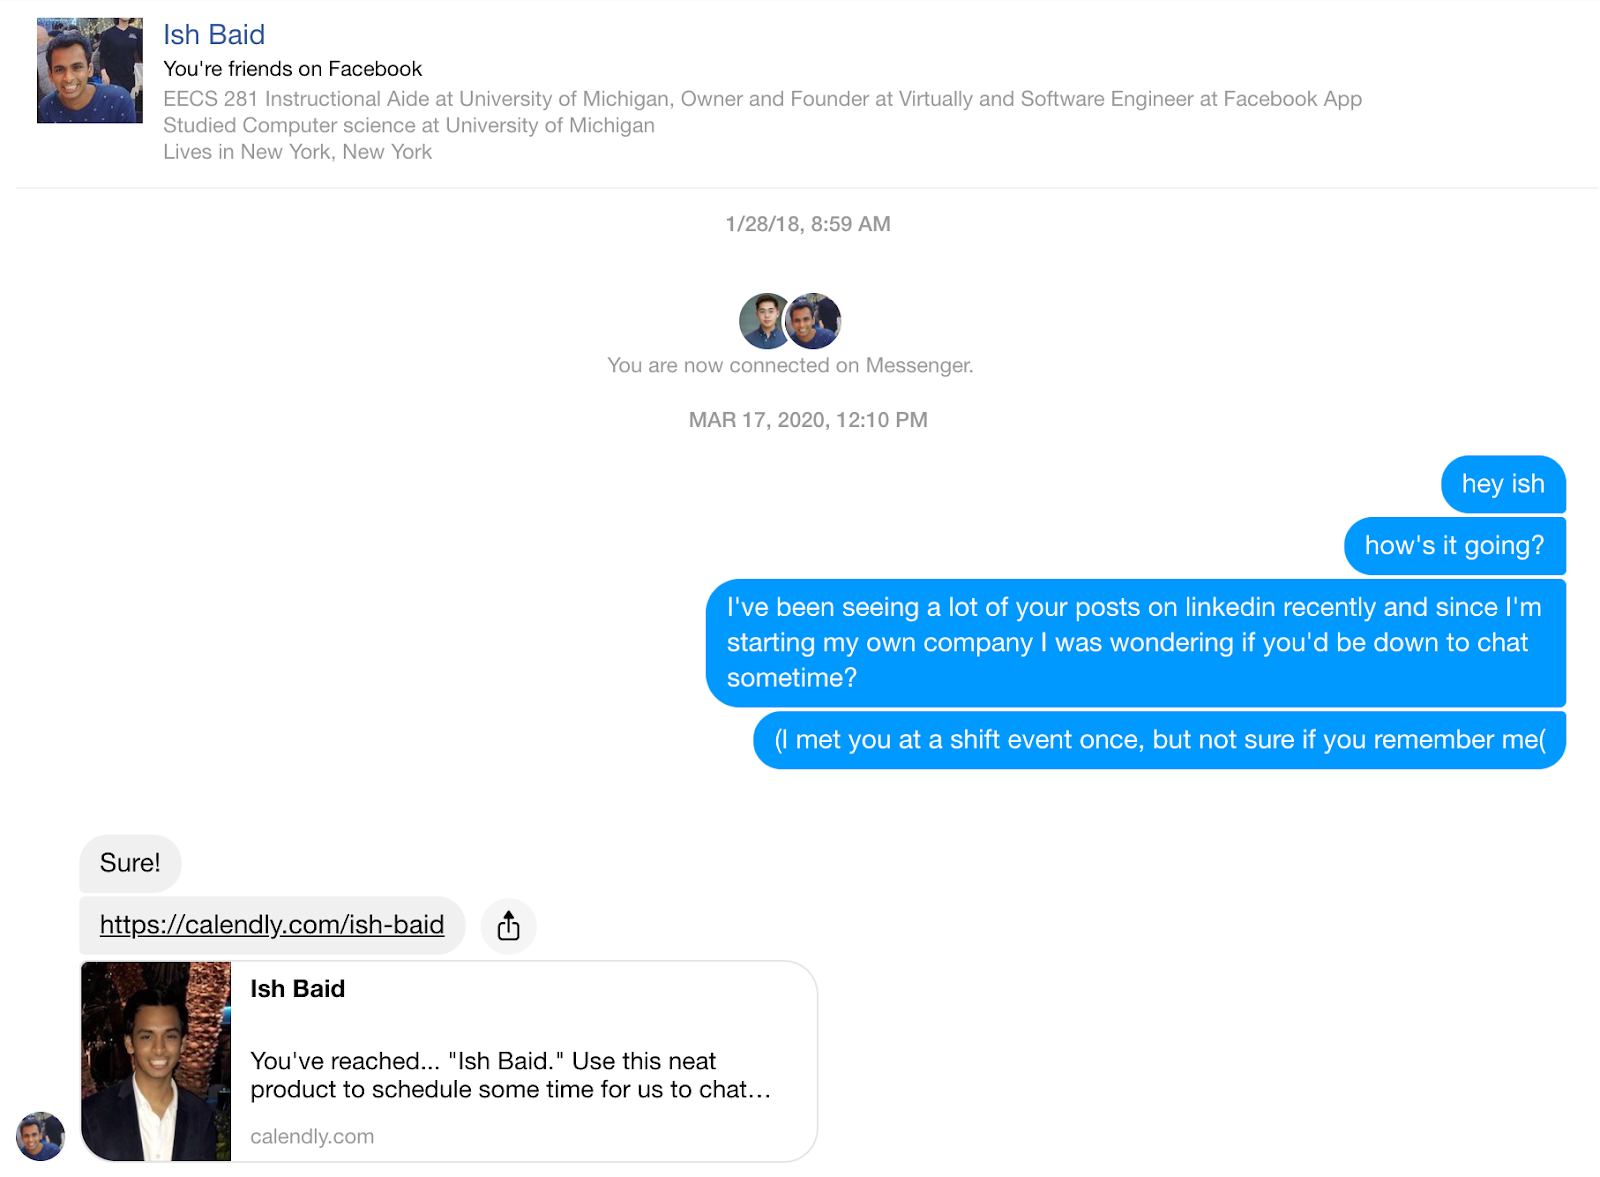 Ish Baid
You're friends on Facebook
EECS 281 Instructional Aide at University of Michigan, Owner and Founder at Virtually and Software Engineer at Facebook App
Studied Computer science at University of Michigan
Lives in New York, New York
1/28/18, 8:59 AM
You are now connected on Messenger.
MAR 17, 2020, 12:10 PM
hey ish
how's it going?
I've been seeing a lot of your posts on linkedin recently and since I'm
starting my own company I was wondering if you'd be down to chat
sometime?
(I met you at a shift event once, but not sure if you remember me(
Sure!
https://calendly.com/ish-baid
Ish Baid
You've reached... "Ish Baid." Use this neat
product to schedule some time for us to chat…
calendly.com